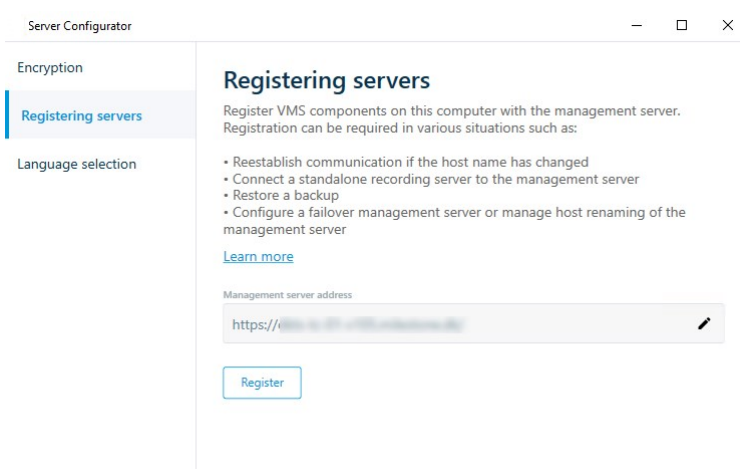 Server Configurator
Encryption
Registering servers
Language selection
Registering servers
Register VMS components on this computer with the management server.
Registration can be required in various situations such as:
• Reestablish communication if the host name has changed
• Connect a standalone recording server to the management server
• Restore a backup
• Configure a failover management server or manage host renaming of the
management server
Learn more
Management server address
https://
Register